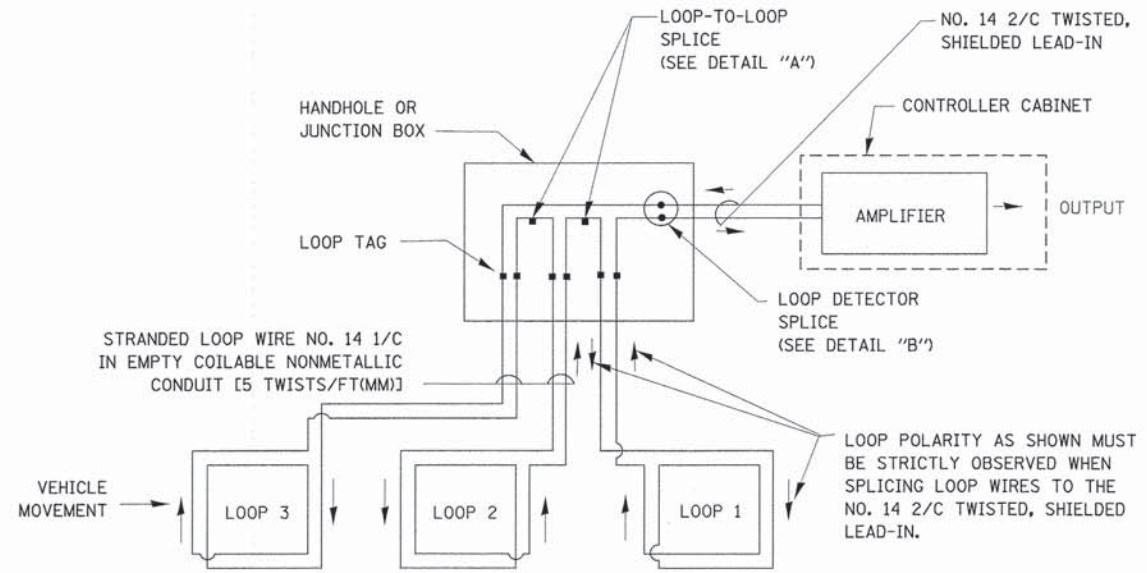 LOOP-TO-LOOP
SPLICE
(SEE DETAIL "A")
NO. 14 2/C TWISTED,
SHIELDED LEAD-IN
HANDHOLE OR
JUNCTION BOX
CONTROLLER CABINET
AMPLIFIER
OUTPUT
LOOP TAG
LOOP DETECTOR
SPLICE
(SEE DETAIL "B")
STRANDED LOOP WIRE NO. 14 1/C
IN EMPTY COILABLE NONMETALLIC
CONDUIT [5 TWISTS/FT(MM)]
LOOP POLARITY AS SHOWN MUST
BE STRICTLY OBSERVED WHEN
SPLICING LOOP WIRES TO THE
NO. 14 2/C TWISTED, SHIELDED
LEAD-IN.
VEHICLE
MOVEMENT
LOOP 3
LOOP 2
LOOP 1